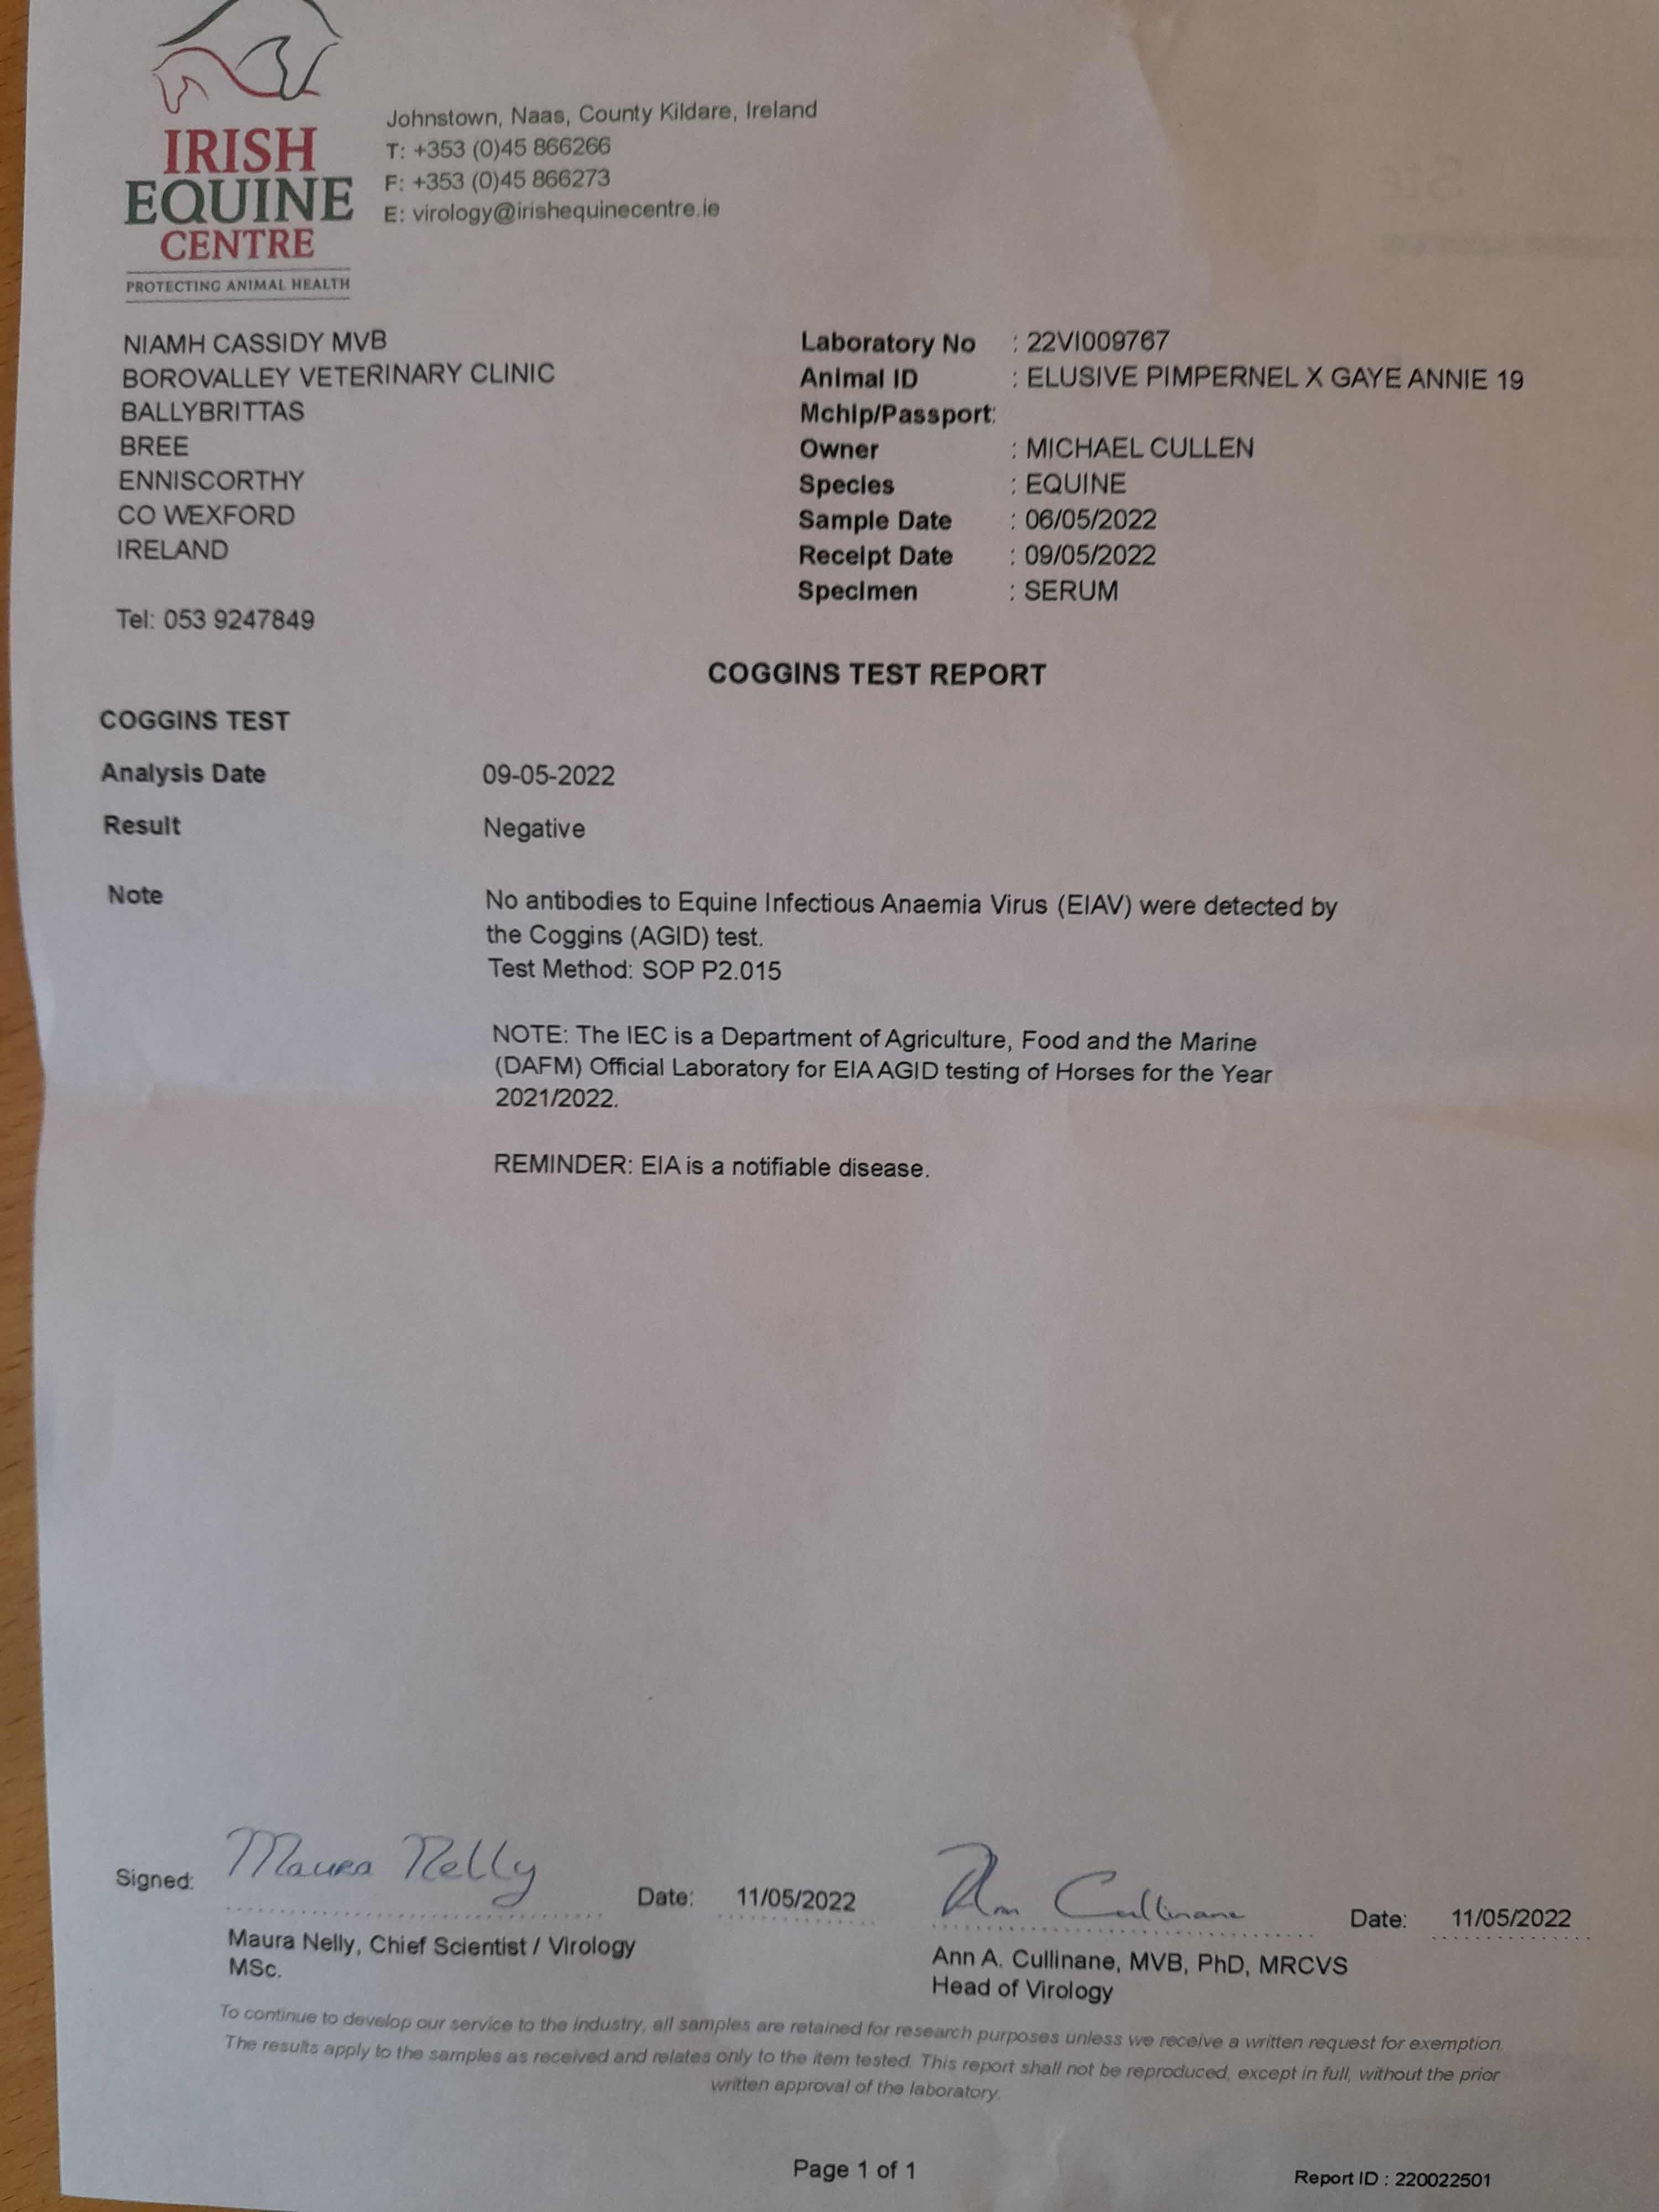 IRISH
EQUINE
CENTRE
PROTECTING ANIMAL HEALTH
Johnstown, Naas, County Kildare, Ireland
T: +353 (0)45 866266
F: +353 (0)45 866273
E: virology@irishequinecentre.ie
NIAMH CASSIDY MVB
BOROVALLEY VETERINARY CLINIC
BALLYBRITTAS
BREE
ENNISCORTHY
CO WEXFORD
IRELAND
Tel: 053 9247849
Laboratory No : 22VI009767
Animal ID : ELUSIVE PIMPERNEL X GAYE ANNIE 19
Mchip/Passport:
Owner : MICHAEL CULLEN
Species : EQUINE
Sample Date : 06/05/2022
Receipt Date : 09/05/2022
Specimen : SERUM
COGGINS TEST REPORT
COGGINS TEST
Analysis Date 09-05-2022
Result Negative
Note No antibodies to Equine Infectious Anaemia Virus (EIAV) were detected by
the Coggins (AGID) test.
Test Method: SOP P2.015
NOTE: The IEC is a Department of Agriculture, Food and the Marine
(DAFM) Official Laboratory for EIA AGID testing of Horses for the Year
2021/2022.
REMINDER: EIA is a notifiable disease.
Signed: Maura Nelly Date: 11/05/2022 Ann Cullinane Date: 11/05/2022
Maura Nelly, Chief Scientist / Virology
MSc.
Ann A. Cullinane, MVB, PhD, MRCVS
Head of Virology
To continue to develop our service to the industry, all samples are retained for research purposes unless we receive a written request for exemption.
The results apply to the samples as received and relates only to the item tested. This report shall not be reproduced, except in full, without the prior
written approval of the laboratory.
Page 1 of 1
Report ID : 220022501